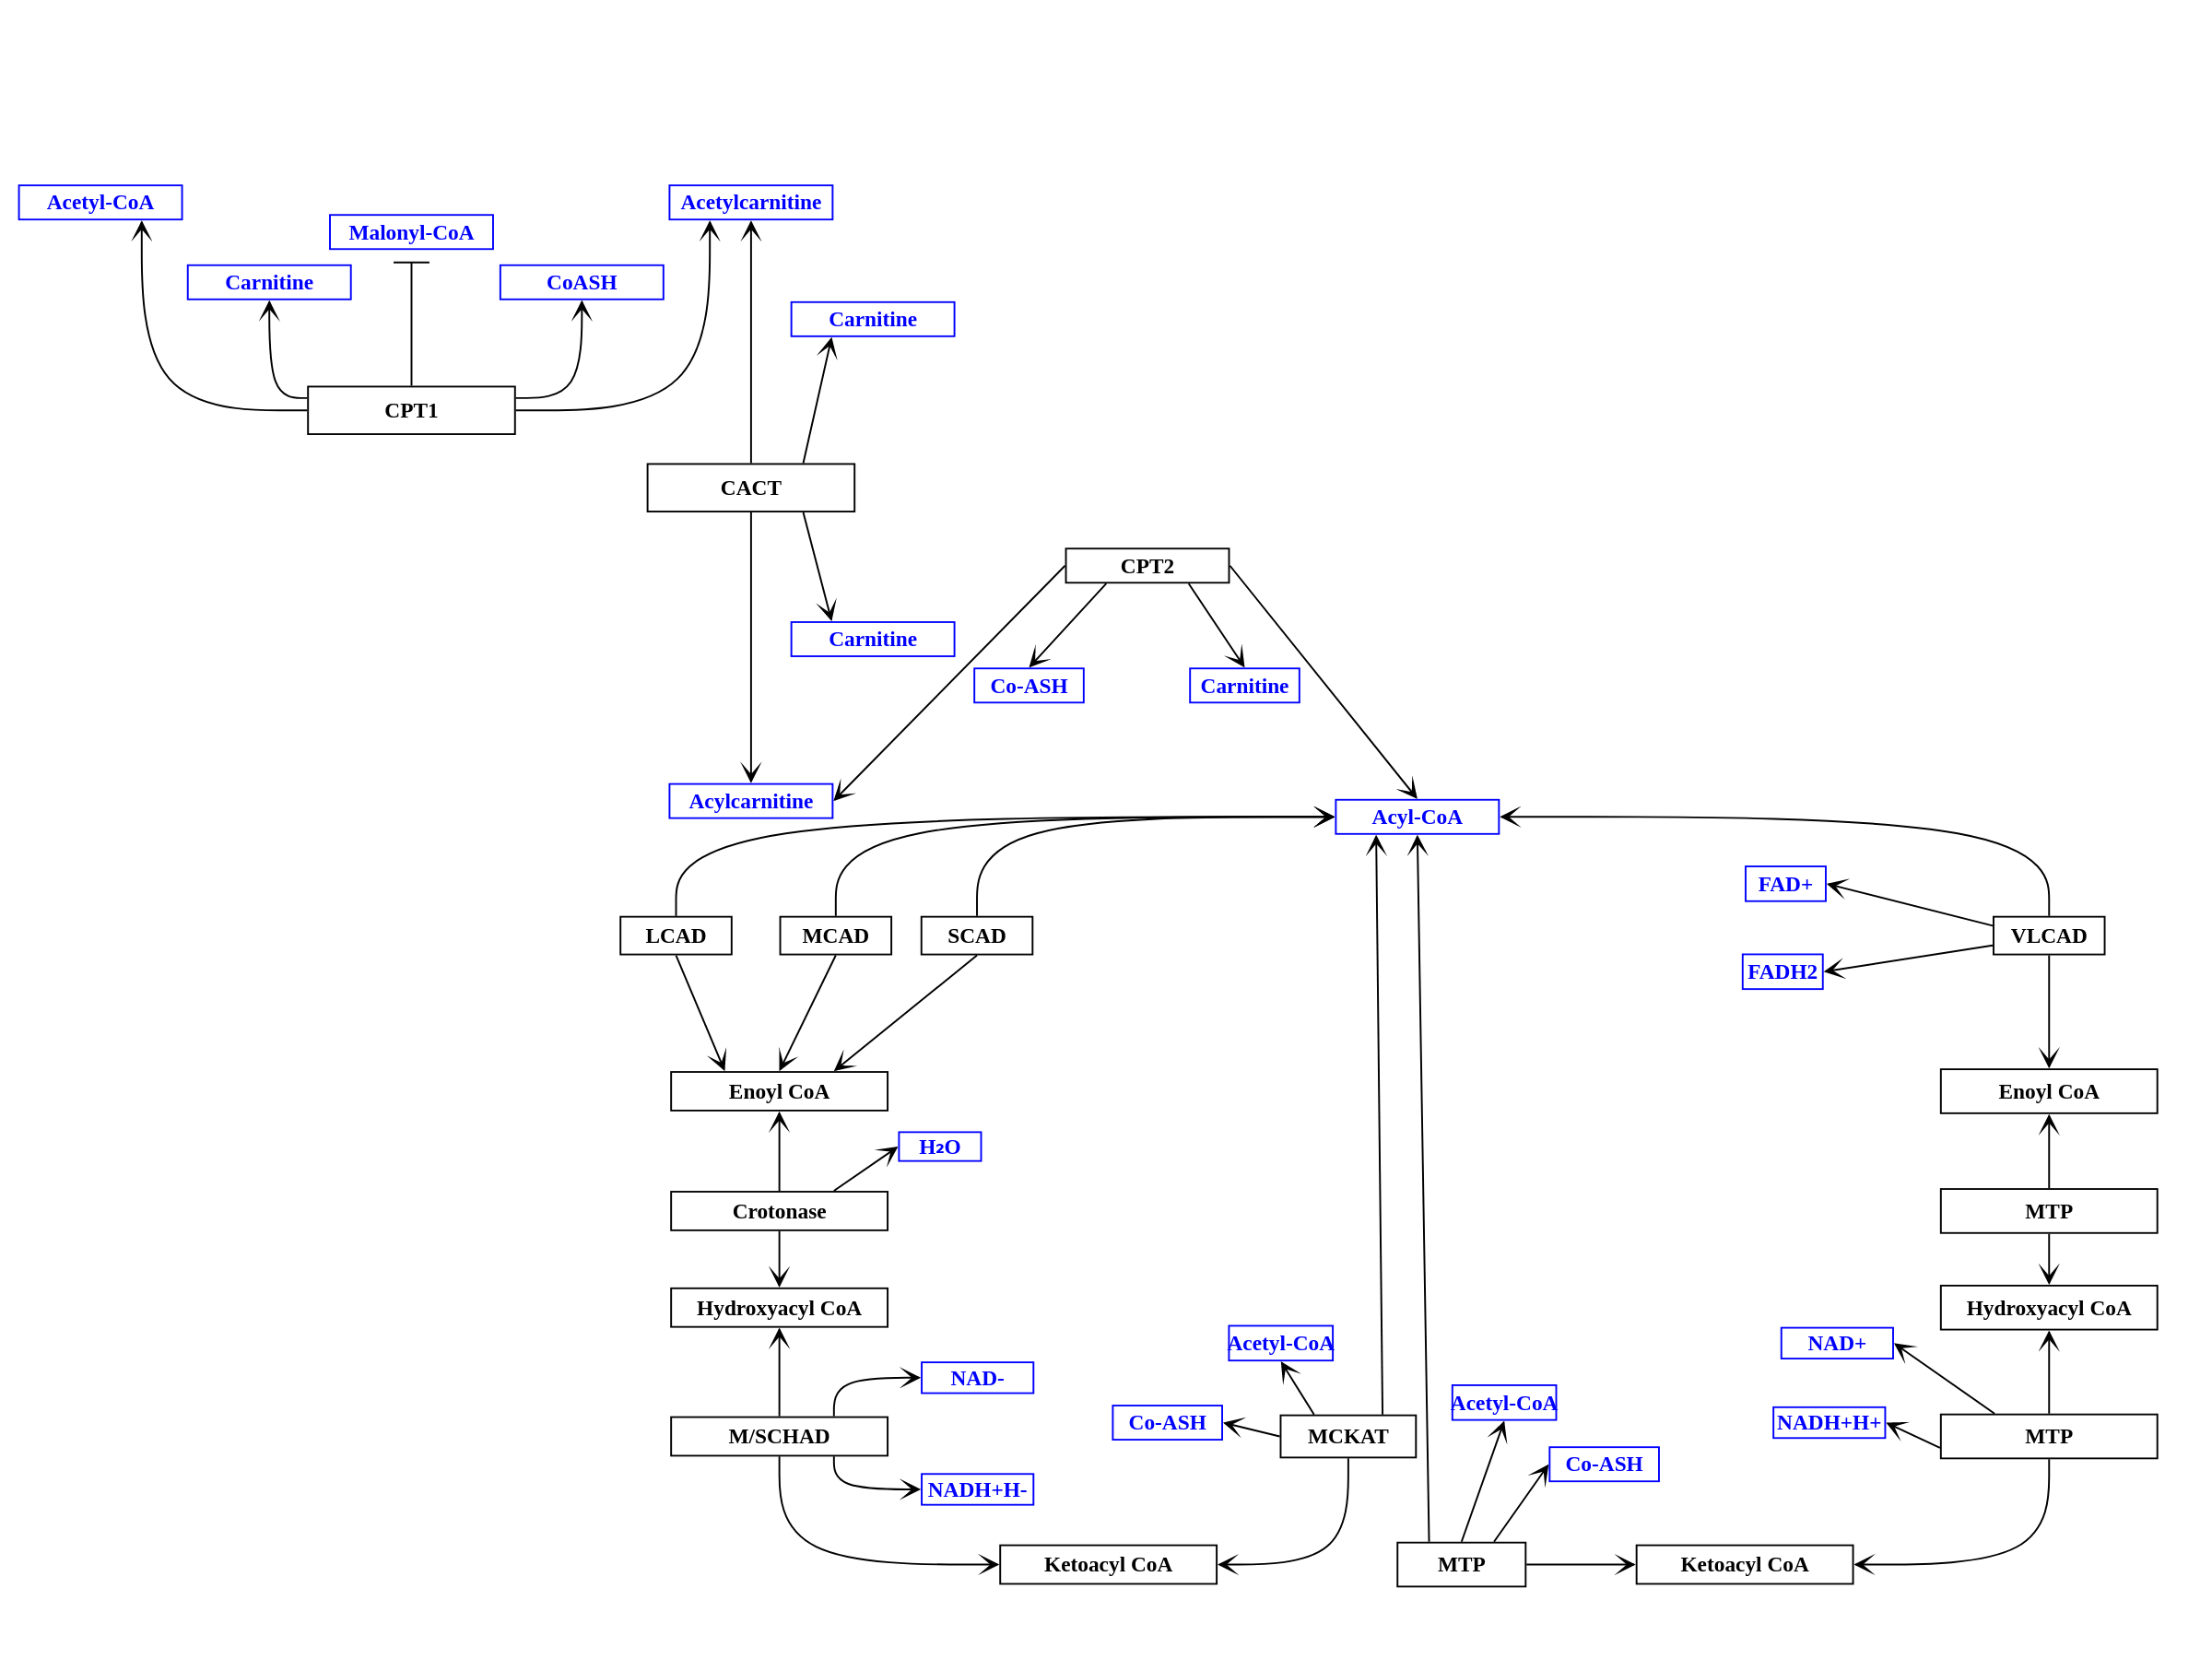 Acetyl-CoA
Acetylcarnitine
Malonyl-CoA
Carnitine
CoASH
Carnitine
CPT1
CACT
CPT2
Carnitine
Co-ASH
Carnitine
Acylcarnitine
Acyl-CoA
FAD+
LCAD
MCAD
SCAD
VLCAD
FADH2
Enoyl CoA
Enoyl CoA
H₂O
Crotonase
MTP
Hydroxyacyl CoA
Hydroxyacyl CoA
Acetyl-CoA
NAD+
NAD-
Acetyl-CoA
Co-ASH
NADH+H+
M/SCHAD
MCKAT
MTP
Co-ASH
NADH+H-
Ketoacyl CoA
MTP
Ketoacyl CoA